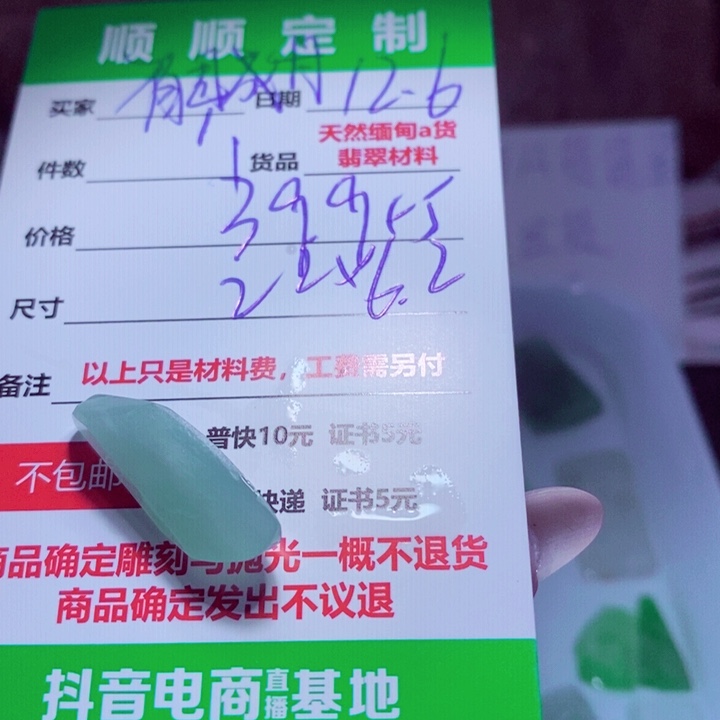 顺顺定制
买家 日期 12.6
件数 1 货品 天然缅甸a货
翡翠材料
价格 399
尺寸
备注 以上只是材料费，工费需另付
普快10元 证书5元
不包邮 快递 证书5元
商品确定雕刻与抛光一概不退货
商品确定发出不议退
抖音电商直播基地